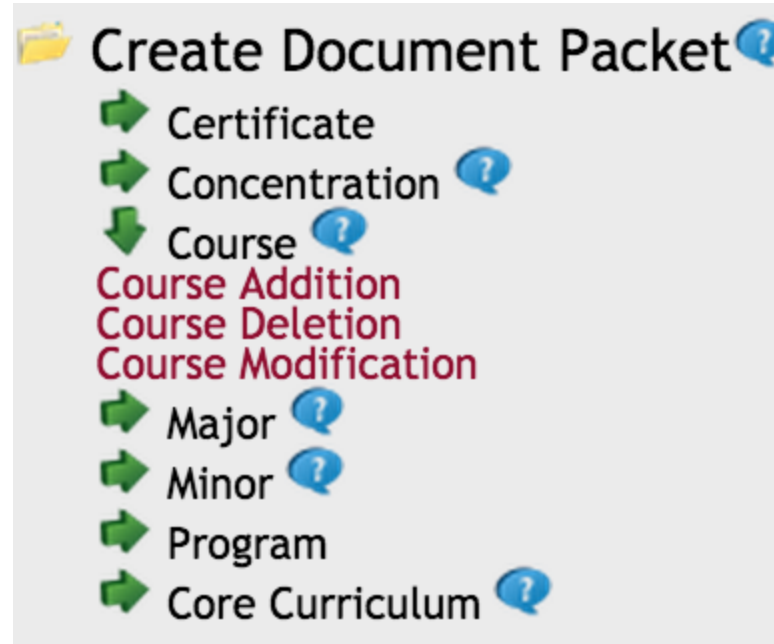 Create Document Packet ?
Certificate
Concentration ?
Course ?
Course Addition
Course Deletion
Course Modification
Major ?
Minor ?
Program
Core Curriculum ?